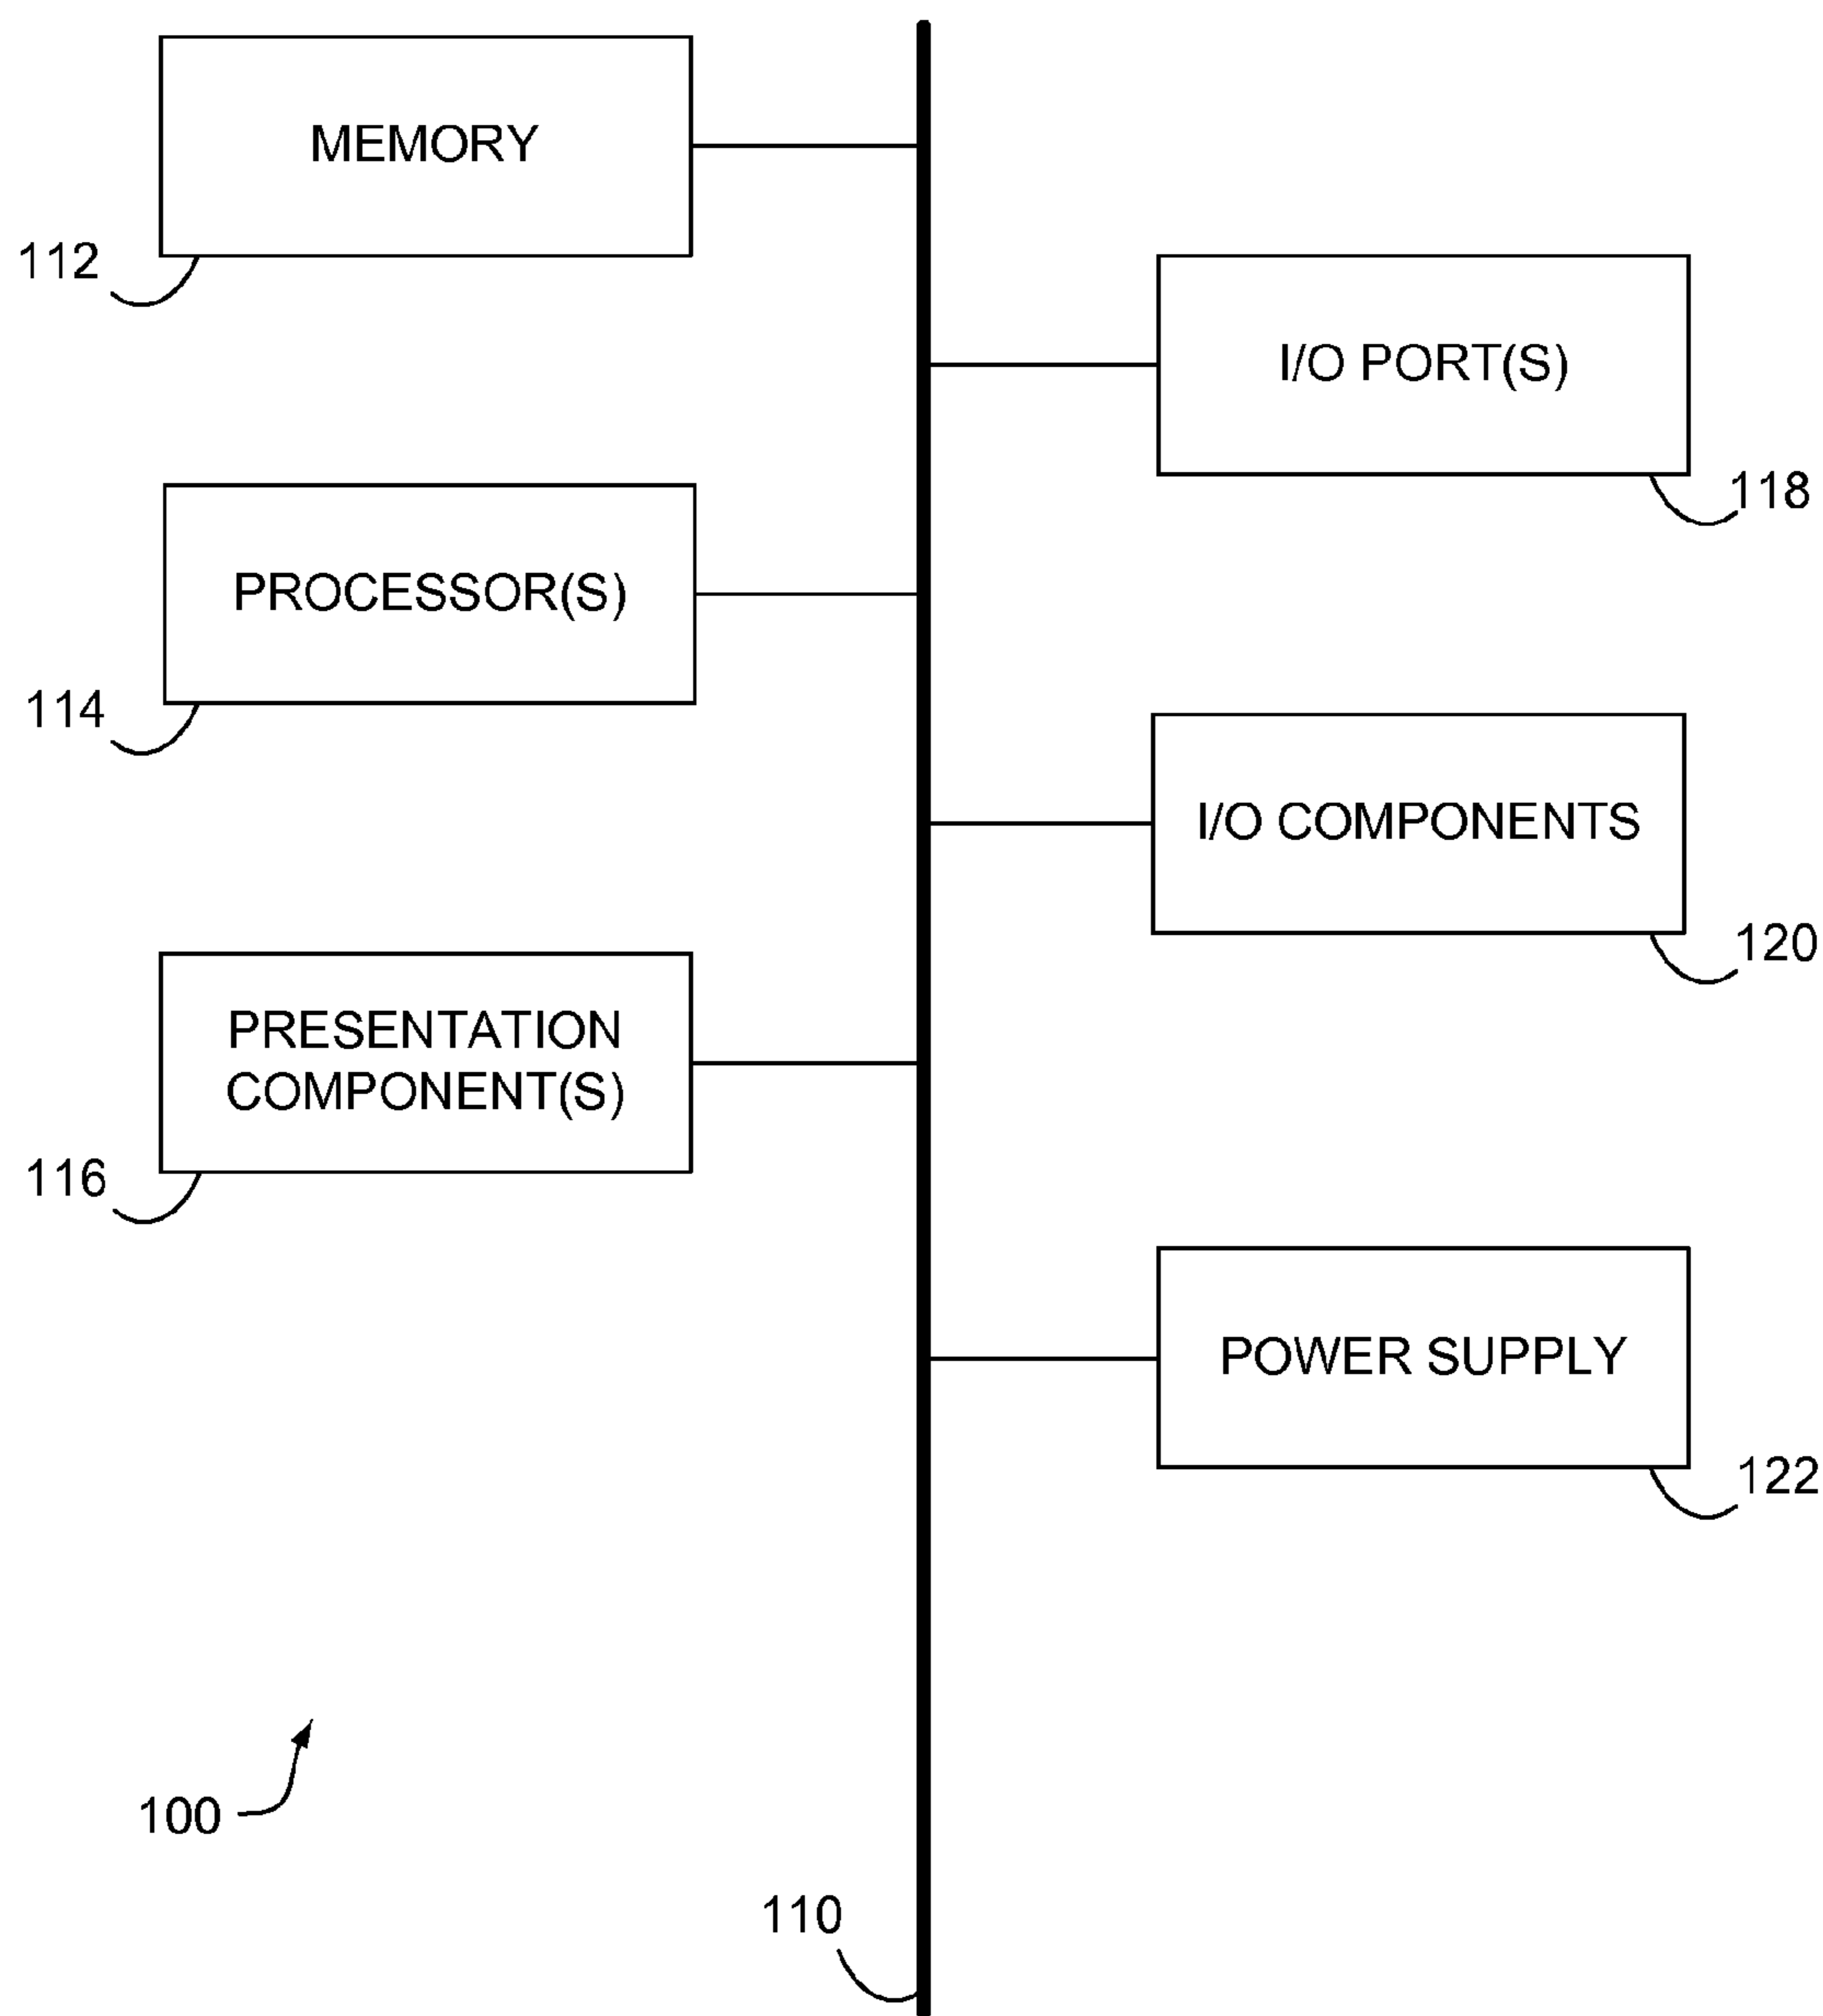 MEMORY
112
I/O PORT(S)
118
PROCESSOR(S)
114
I/O COMPONENTS
120
PRESENTATION
COMPONENT(S)
116
POWER SUPPLY
122
100
110